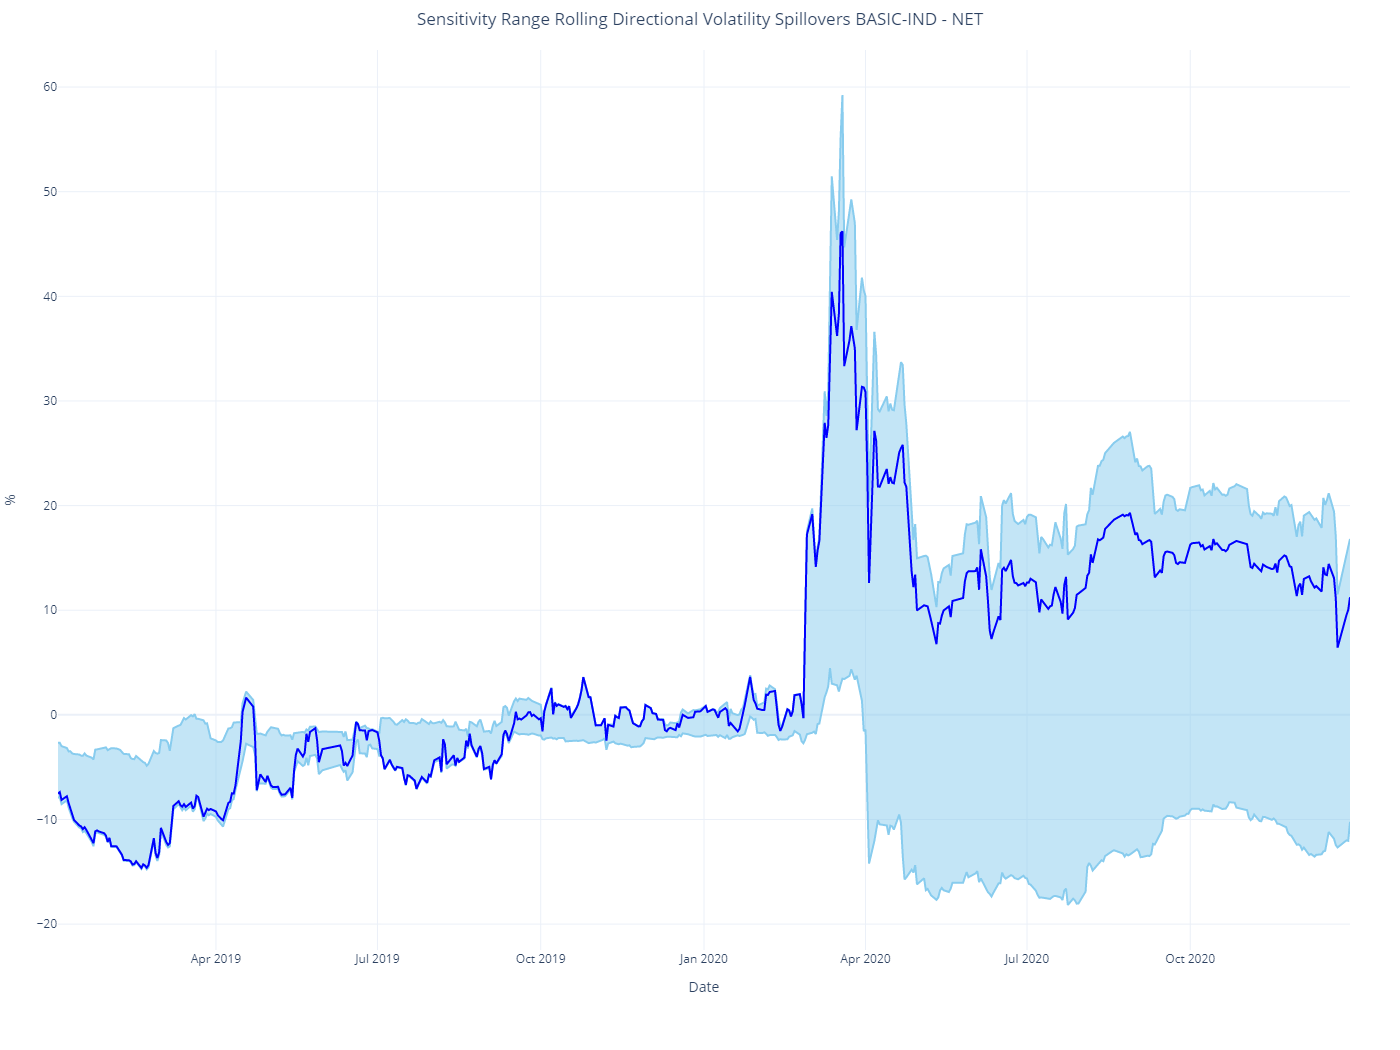 Sensitivity Range Rolling Directional Volatility Spillovers BASIC-IND - NET
60
50
40
30
20
10
0
−10
−20
%
Apr 2019
Jul 2019
Oct 2019
Jan 2020
Apr 2020
Jul 2020
Oct 2020
Date